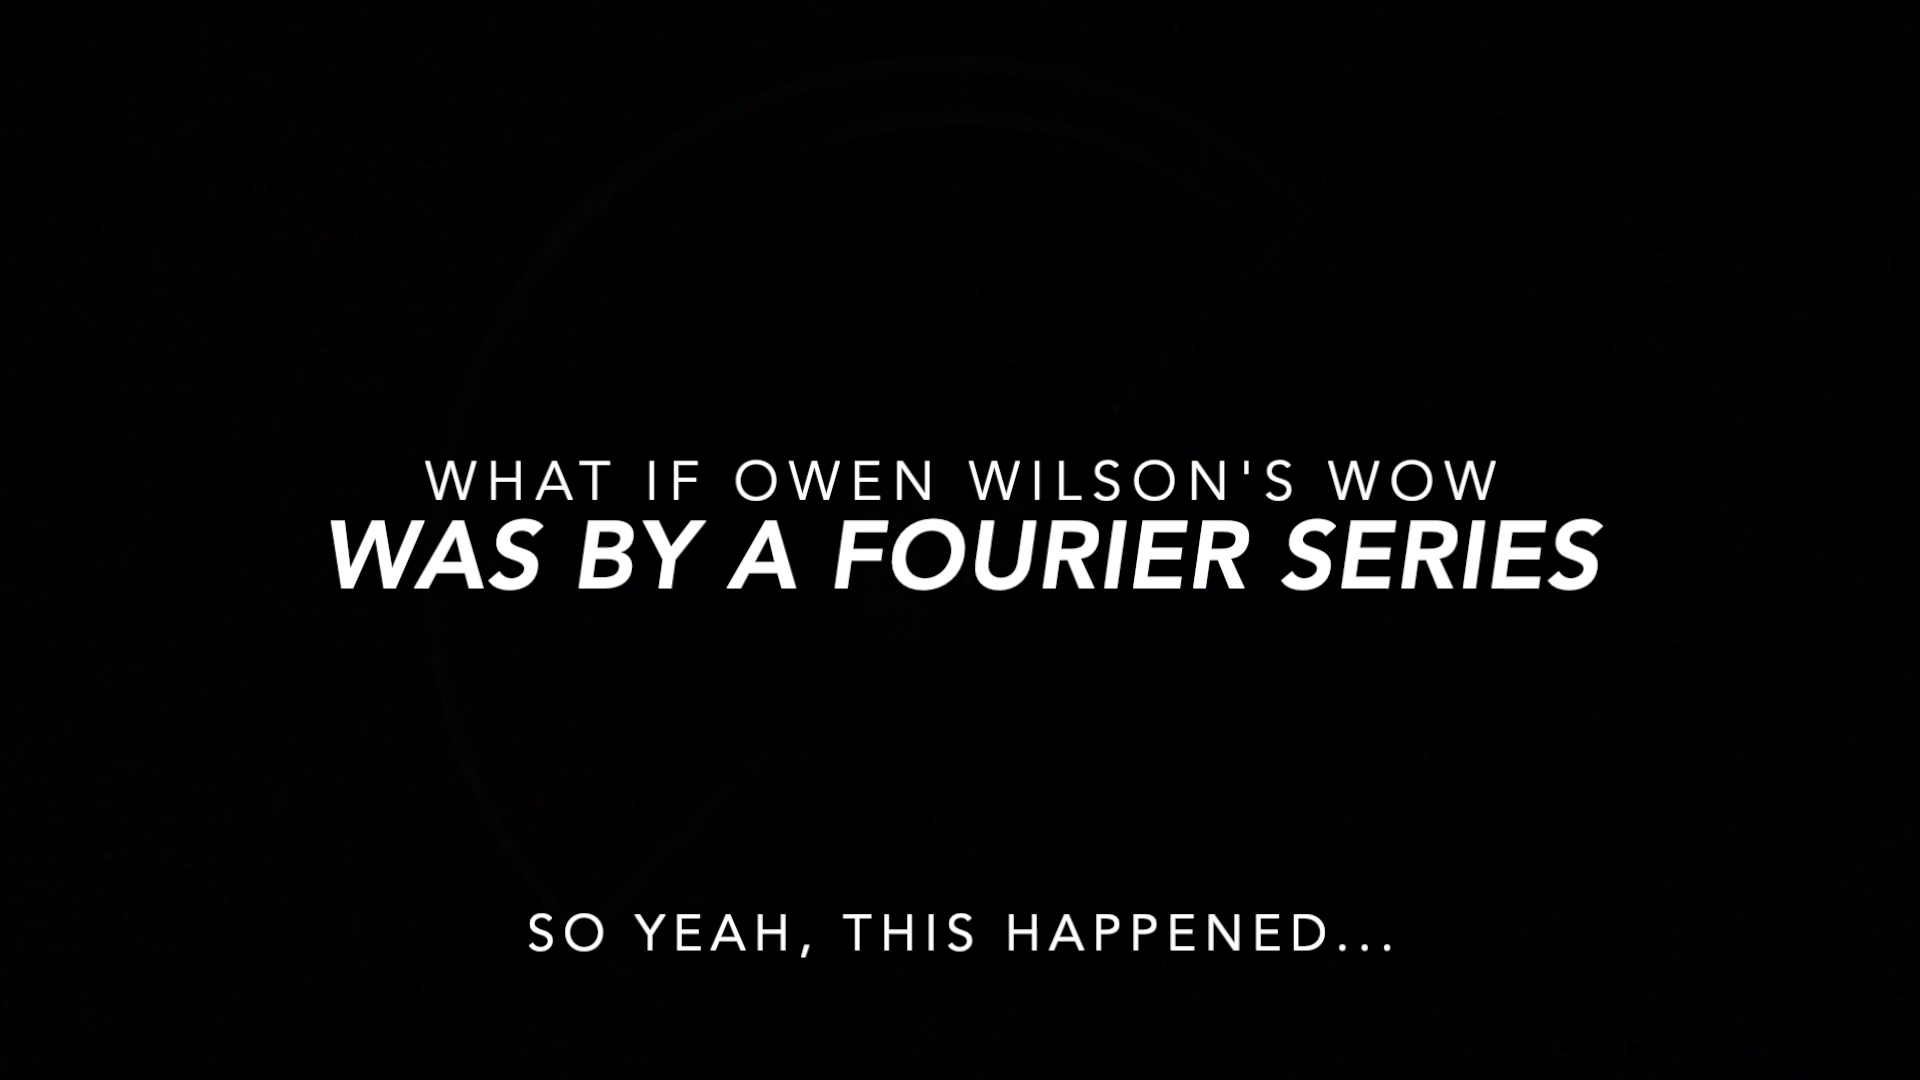 WHAT IF OWEN WILSON'S WOW
WAS BY A FOURIER SERIES
SO YEAH, THIS HAPPENED...